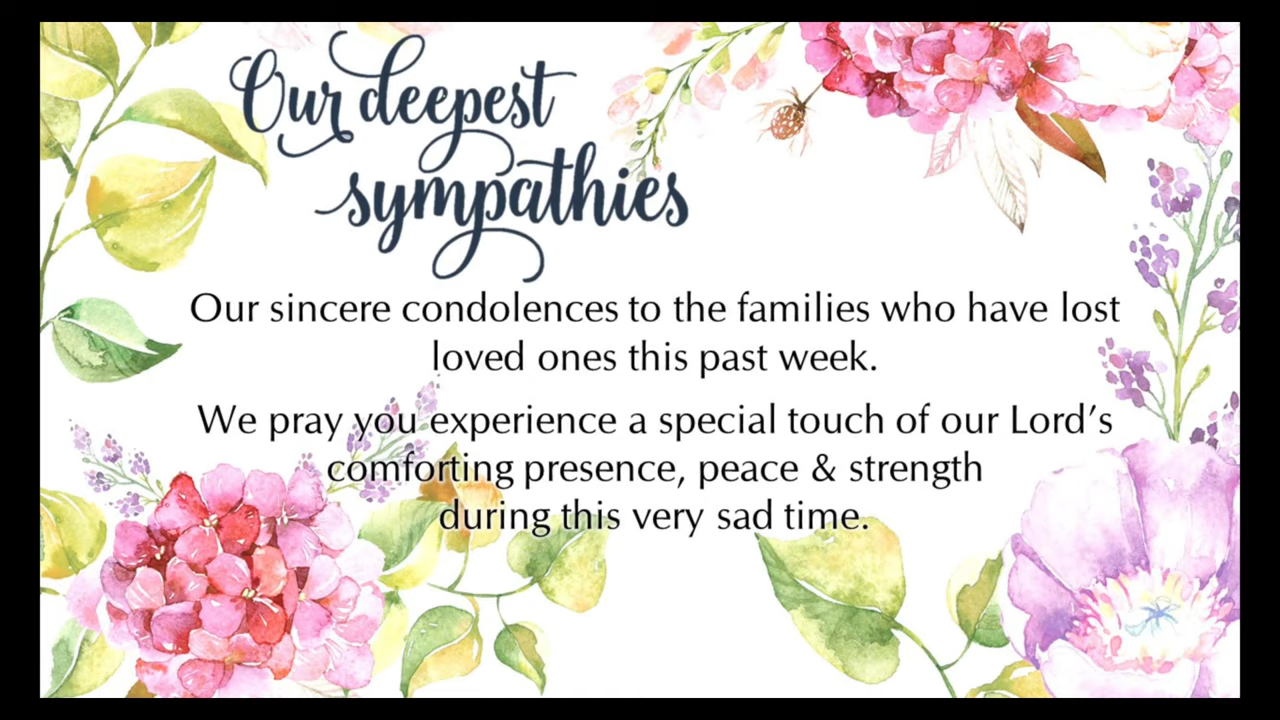 Our deepest
sympathies
Our sincere condolences to the families who have lost
loved ones this past week.
We pray you experience a special touch of our Lord’s
comforting presence, peace & strength
during this very sad time.